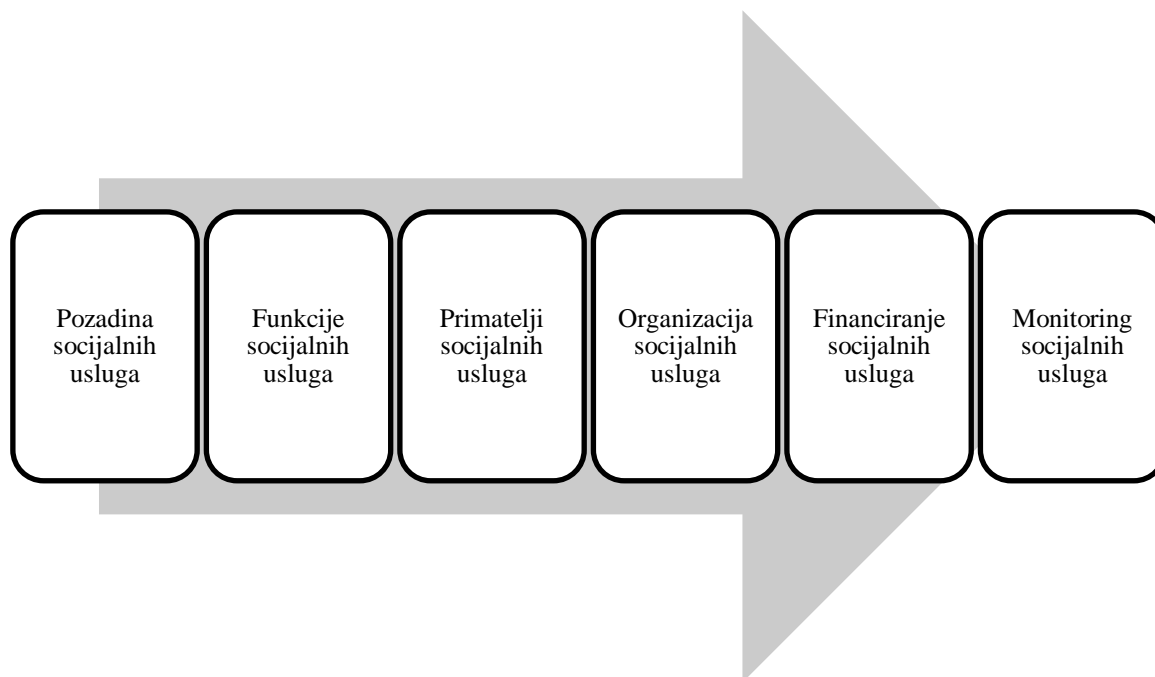 Pozadina
socijalnih
usluga
Funkcije
socijalnih
usluga
Primatelji
socijalnih
usluga
Organizacija
socijalnih
usluga
Financiranje
socijalnih
usluga
Monitoring
socijalnih
usluga